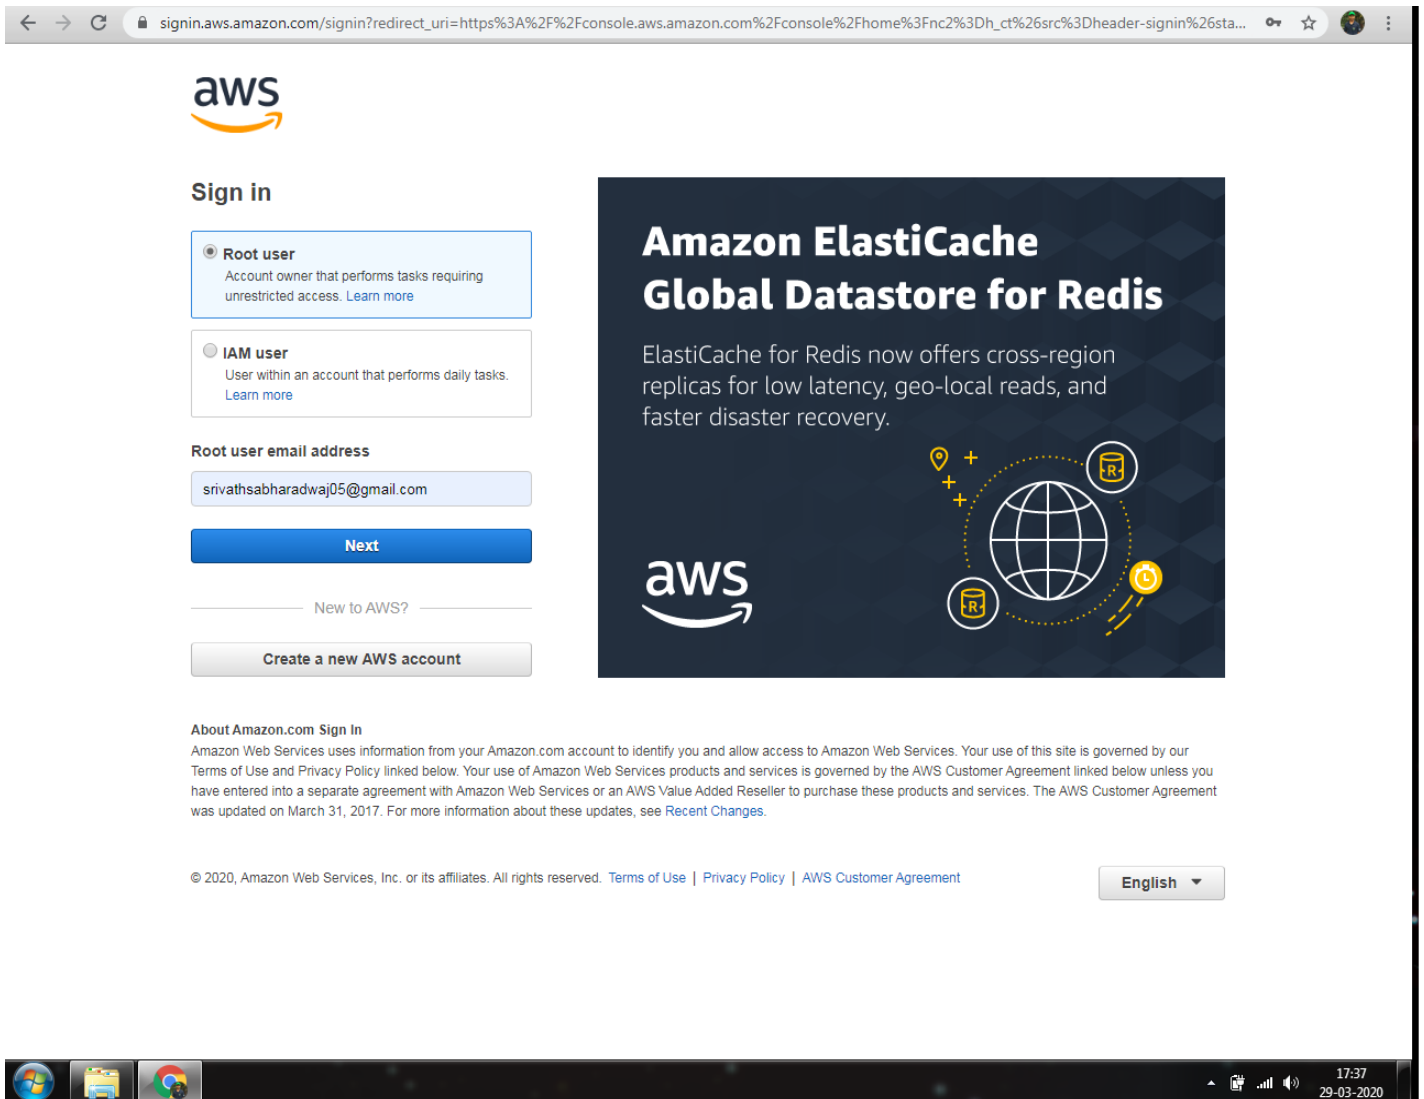 signin.aws.amazon.com/signin?redirect_uri=https%3A%2F%2Fconsole.aws.amazon.com%2Fconsole%2Fhome%3Fnc2%3Dh_ct%26src%3Dheader-signin%26sta...
aws
Sign in
Root user
Account owner that performs tasks requiring
unrestricted access. Learn more
IAM user
User within an account that performs daily tasks.
Learn more
Root user email address
srivathsabharadwaj05@gmail.com
Next
New to AWS?
Create a new AWS account
Amazon ElastiCache
Global Datastore for Redis
ElastiCache for Redis now offers cross-region
replicas for low latency, geo-local reads, and
faster disaster recovery.
R
R
aws
About Amazon.com Sign In
Amazon Web Services uses information from your Amazon.com account to identify you and allow access to Amazon Web Services. Your use of this site is governed by our
Terms of Use and Privacy Policy linked below. Your use of Amazon Web Services products and services is governed by the AWS Customer Agreement linked below unless you
have entered into a separate agreement with Amazon Web Services or an AWS Value Added Reseller to purchase these products and services. The AWS Customer Agreement
was updated on March 31, 2017. For more information about these updates, see Recent Changes.
© 2020, Amazon Web Services, Inc. or its affiliates. All rights reserved. Terms of Use | Privacy Policy | AWS Customer Agreement
English
17:37
29-03-2020